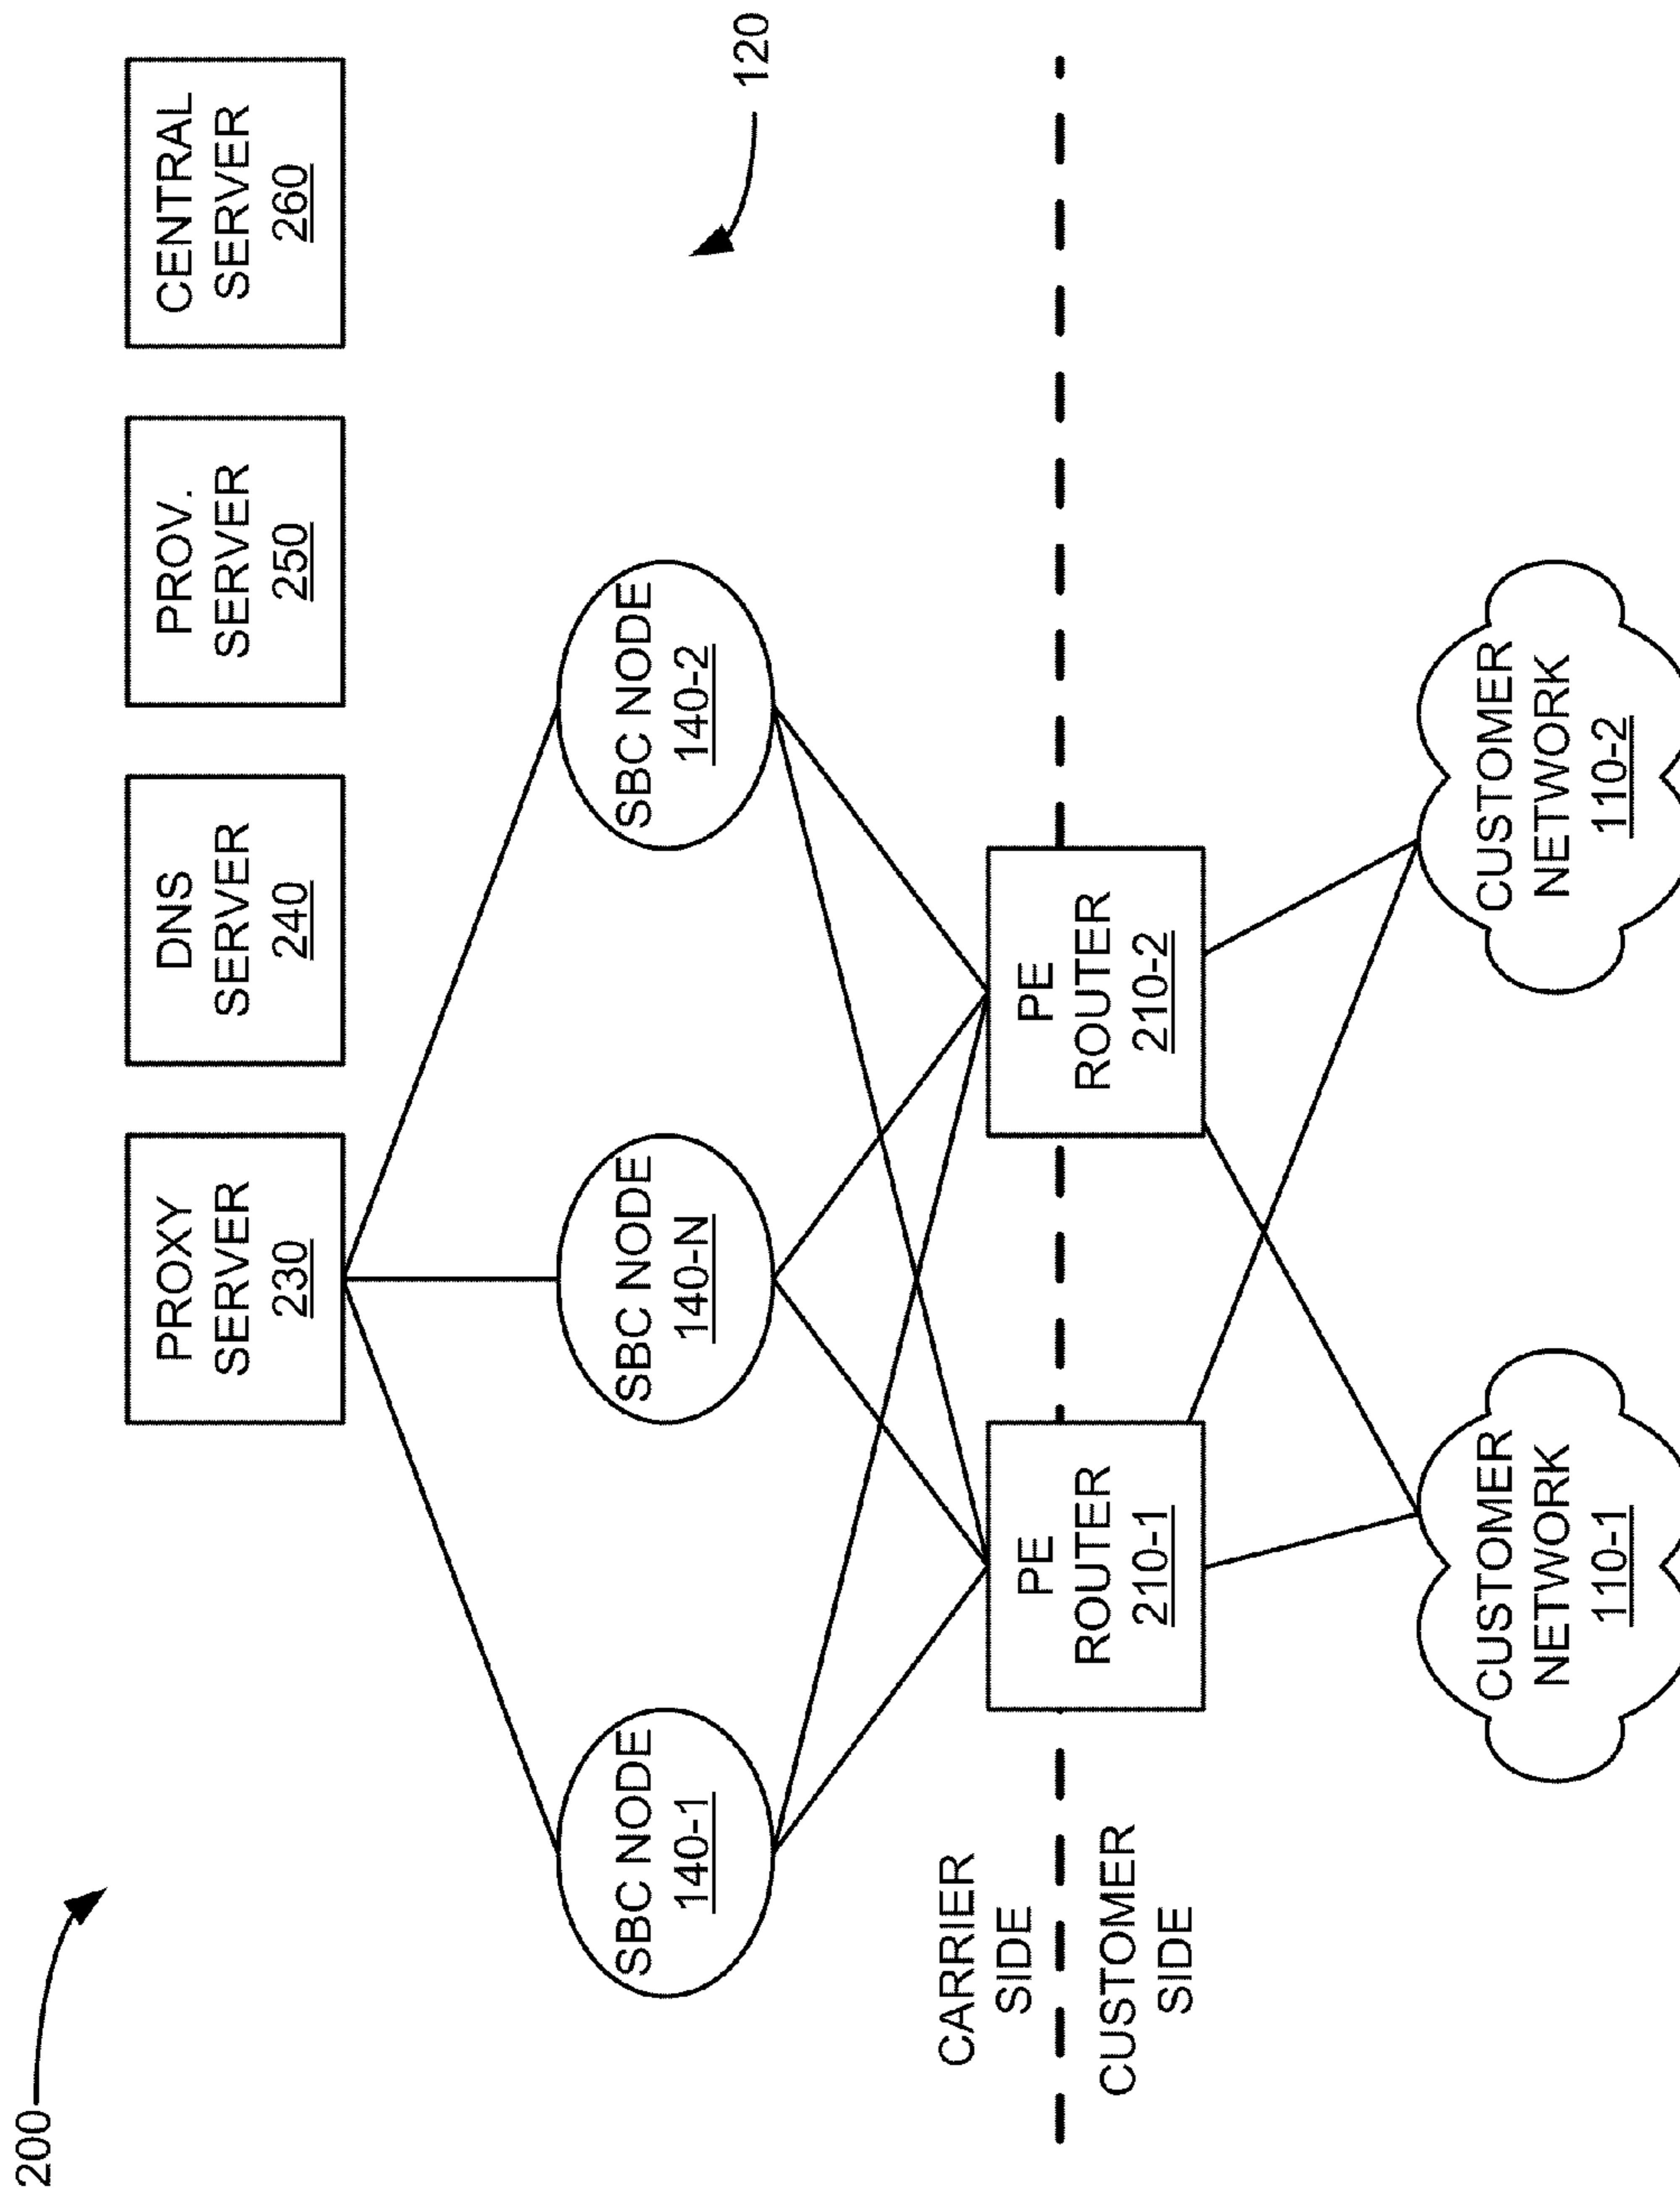 200
PROXY
SERVER
230
DNS
SERVER
240
PROV.
SERVER
250
CENTRAL
SERVER
260
SBC NODE
140-1
SBC NODE
140-N
SBC NODE
140-2
120
CARRIER
SIDE
CUSTOMER
SIDE
PE
ROUTER
210-1
PE
ROUTER
210-2
CUSTOMER
NETWORK
110-1
CUSTOMER
NETWORK
110-2